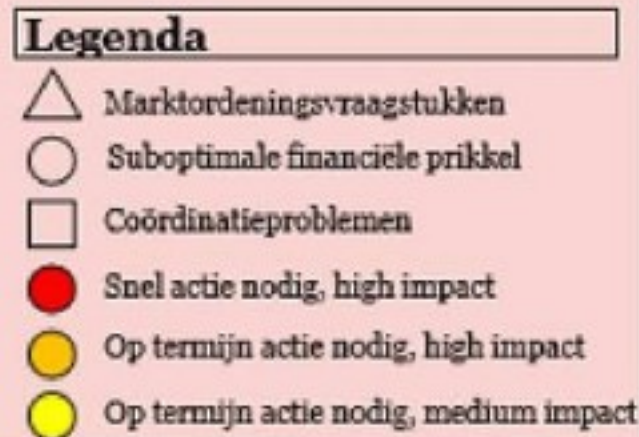 Legenda
Marktordeningsvraagstukken
Suboptimale financiële prikkel
Coördinatieproblemen
Snel actie nodig, high impact
Op termijn actie nodig, high impact
Op termijn actie nodig, medium impact